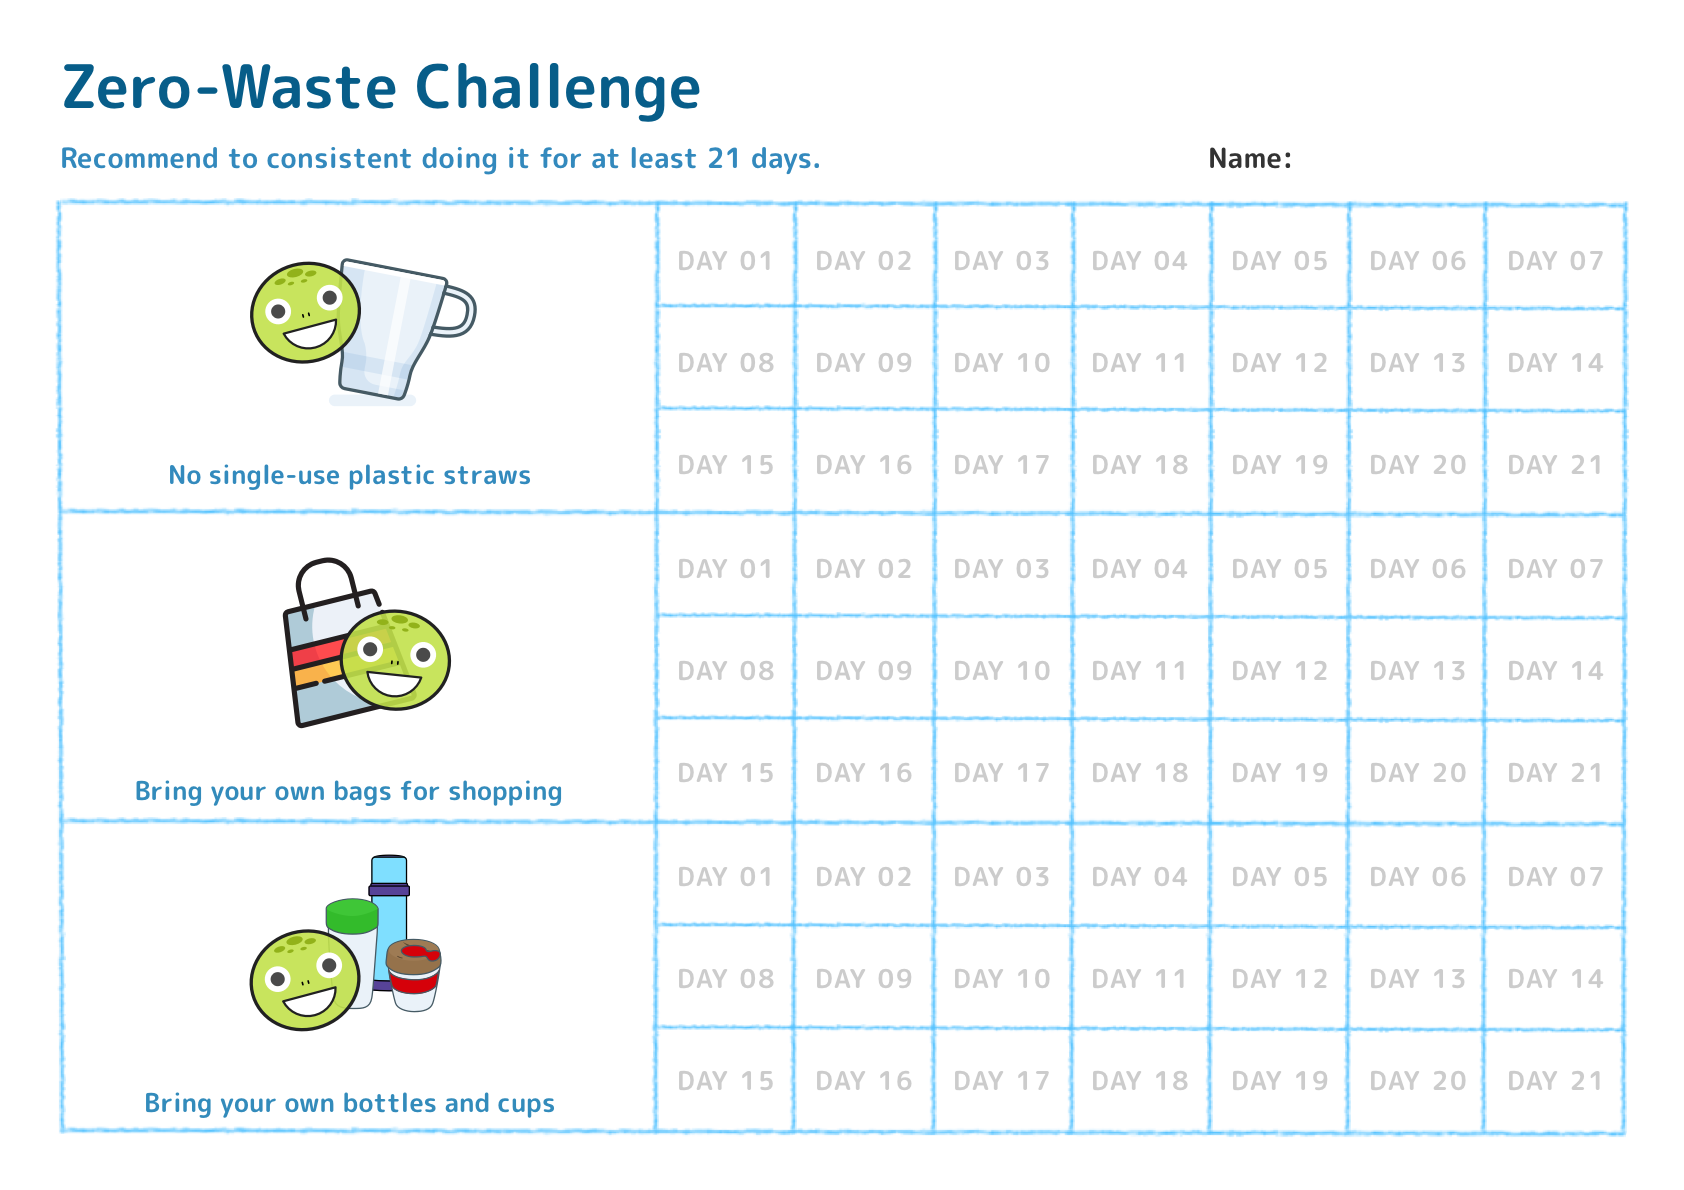 Zero-Waste Challenge
Recommend to consistent doing it for at least 21 days.
Name:
DAY 01 DAY 02 DAY 03 DAY 04 DAY 05 DAY 06 DAY 07
DAY 08 DAY 09 DAY 10 DAY 11 DAY 12 DAY 13 DAY 14
DAY 15 DAY 16 DAY 17 DAY 18 DAY 19 DAY 20 DAY 21
No single-use plastic straws
DAY 01 DAY 02 DAY 03 DAY 04 DAY 05 DAY 06 DAY 07
DAY 08 DAY 09 DAY 10 DAY 11 DAY 12 DAY 13 DAY 14
DAY 15 DAY 16 DAY 17 DAY 18 DAY 19 DAY 20 DAY 21
Bring your own bags for shopping
DAY 01 DAY 02 DAY 03 DAY 04 DAY 05 DAY 06 DAY 07
DAY 08 DAY 09 DAY 10 DAY 11 DAY 12 DAY 13 DAY 14
DAY 15 DAY 16 DAY 17 DAY 18 DAY 19 DAY 20 DAY 21
Bring your own bottles and cups